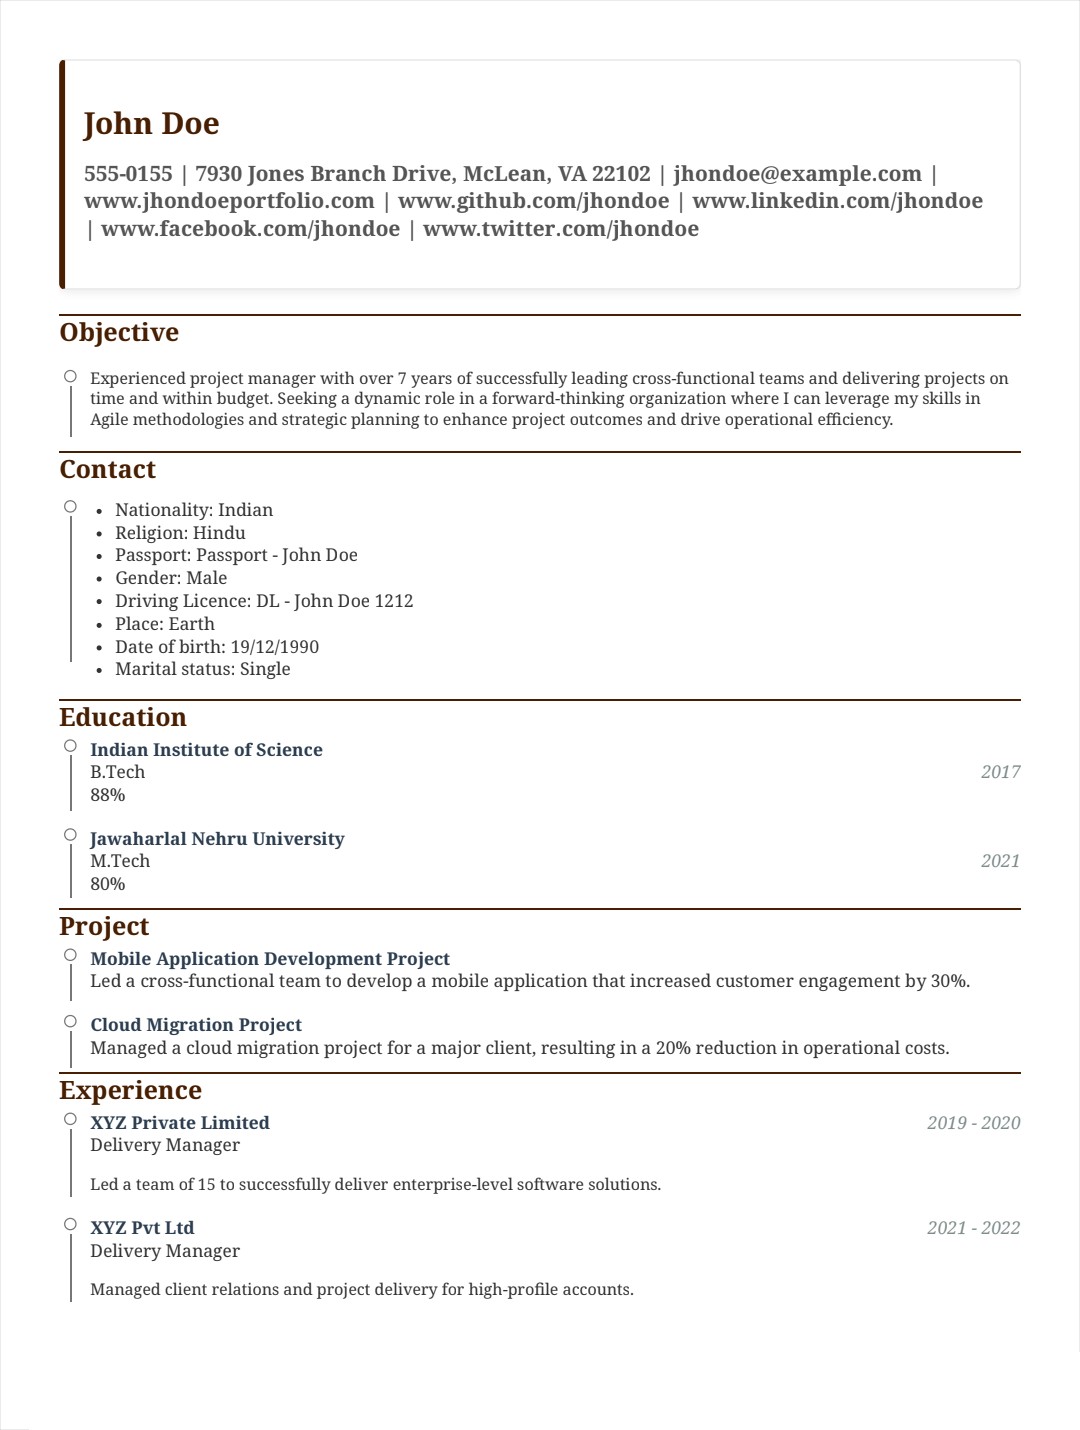 John Doe
555-0155 | 7930 Jones Branch Drive, McLean, VA 22102 | jhondoe@example.com |
www.jhondoeportfolio.com | www.github.com/jhondoe | www.linkedin.com/jhondoe
| www.facebook.com/jhondoe | www.twitter.com/jhondoe
Objective
Experienced project manager with over 7 years of successfully leading cross-functional teams and delivering projects on
time and within budget. Seeking a dynamic role in a forward-thinking organization where I can leverage my skills in
Agile methodologies and strategic planning to enhance project outcomes and drive operational efficiency.
Contact
• Nationality: Indian
• Religion: Hindu
• Passport: Passport - John Doe
• Gender: Male
• Driving Licence: DL - John Doe 1212
• Place: Earth
• Date of birth: 19/12/1990
• Marital status: Single
Education
Indian Institute of Science
B.Tech 2017
88%
Jawaharlal Nehru University
M.Tech 2021
80%
Project
Mobile Application Development Project
Led a cross-functional team to develop a mobile application that increased customer engagement by 30%.
Cloud Migration Project
Managed a cloud migration project for a major client, resulting in a 20% reduction in operational costs.
Experience
XYZ Private Limited 2019 - 2020
Delivery Manager
Led a team of 15 to successfully deliver enterprise-level software solutions.
XYZ Pvt Ltd 2021 - 2022
Delivery Manager
Managed client relations and project delivery for high-profile accounts.